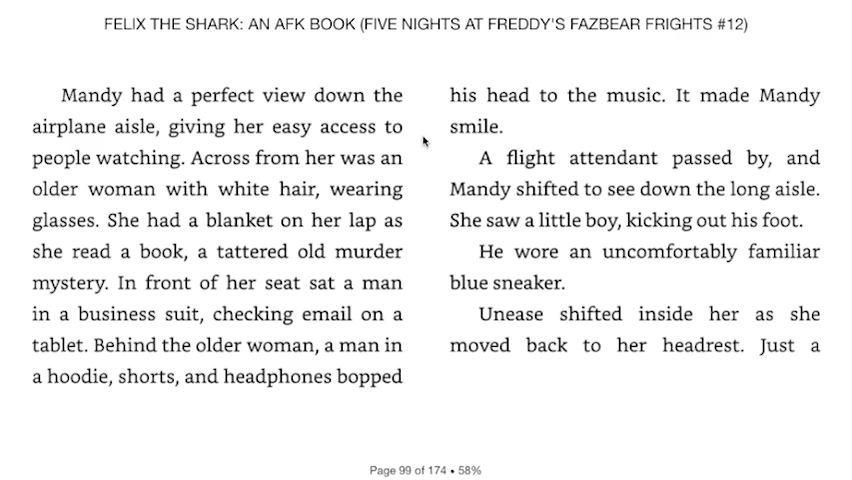 FELIX THE SHARK: AN AFK BOOK (FIVE NIGHTS AT FREDDY'S FAZBEAR FRIGHTS #12)
Mandy had a perfect view down the
airplane aisle, giving her easy access to
people watching. Across from her was an
older woman with white hair, wearing
glasses. She had a blanket on her lap as
she read a book, a tattered old murder
mystery. In front of her seat sat a man
in a business suit, checking email on a
tablet. Behind the older woman, a man in
a hoodie, shorts, and headphones bopped
his head to the music. It made Mandy
smile.
A flight attendant passed by, and
Mandy shifted to see down the long aisle.
She saw a little boy, kicking out his foot.
He wore an uncomfortably familiar
blue sneaker.
Unease shifted inside her as she
moved back to her headrest. Just a
Page 99 of 174 • 58%